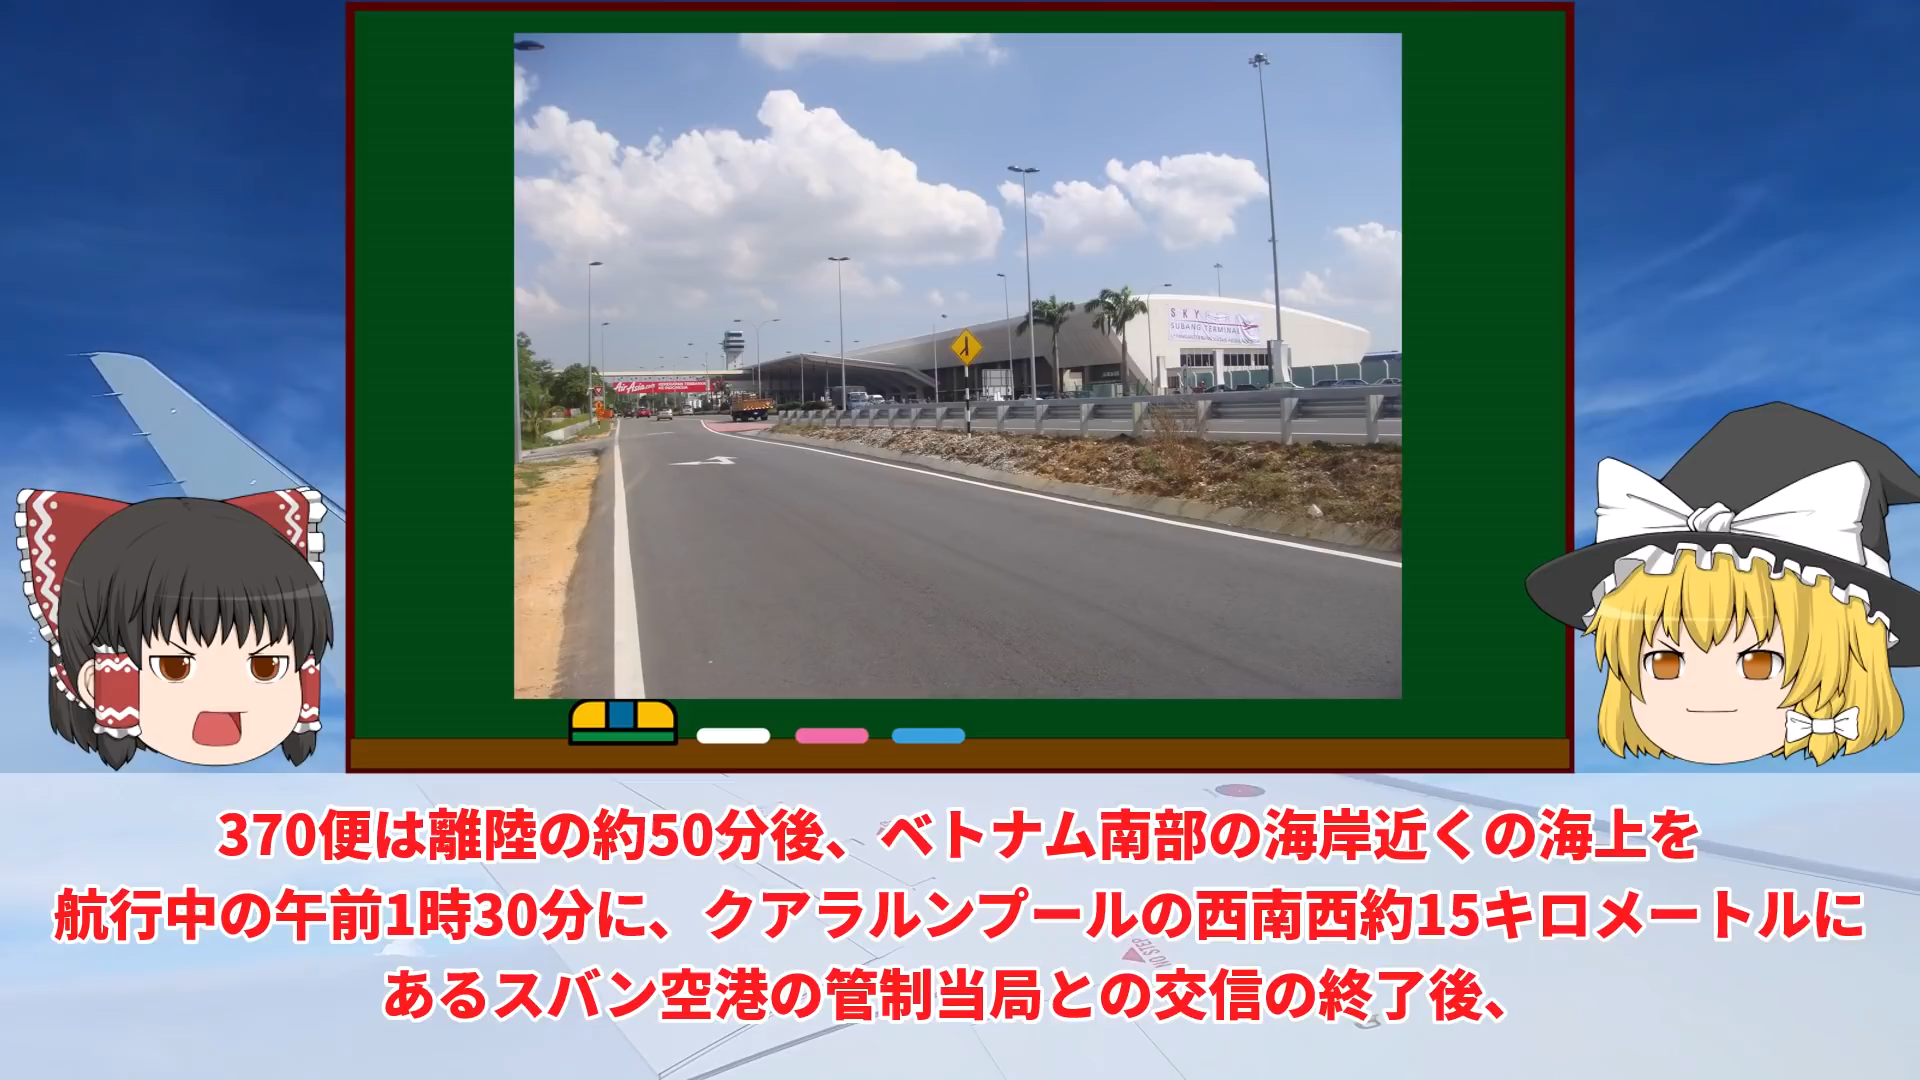 SKY
SUBANG TERMINAL
AirAsia.com
370便は離陸の約50分後、ベトナム南部の海岸近くの海上を
航行中の午前1時30分に、クアラルンプールの西南西約15キロメートルに
あるスバン空港の管制当局との交信の終了後、
NO STEP